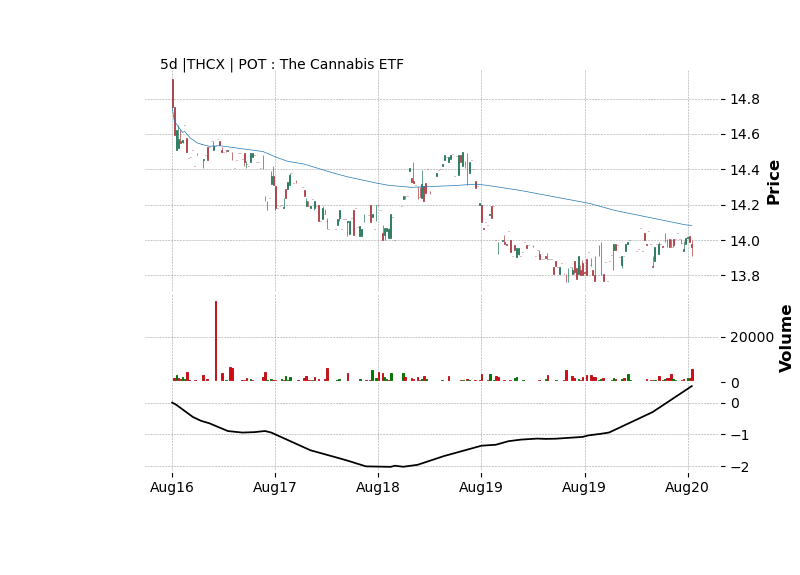 5d |THCX | POT : The Cannabis ETF
14.8
14.6
14.4
14.2
14.0
13.8
Price
20000
0
Volume
0
−1
−2
Aug16 Aug17 Aug18 Aug19 Aug19 Aug20